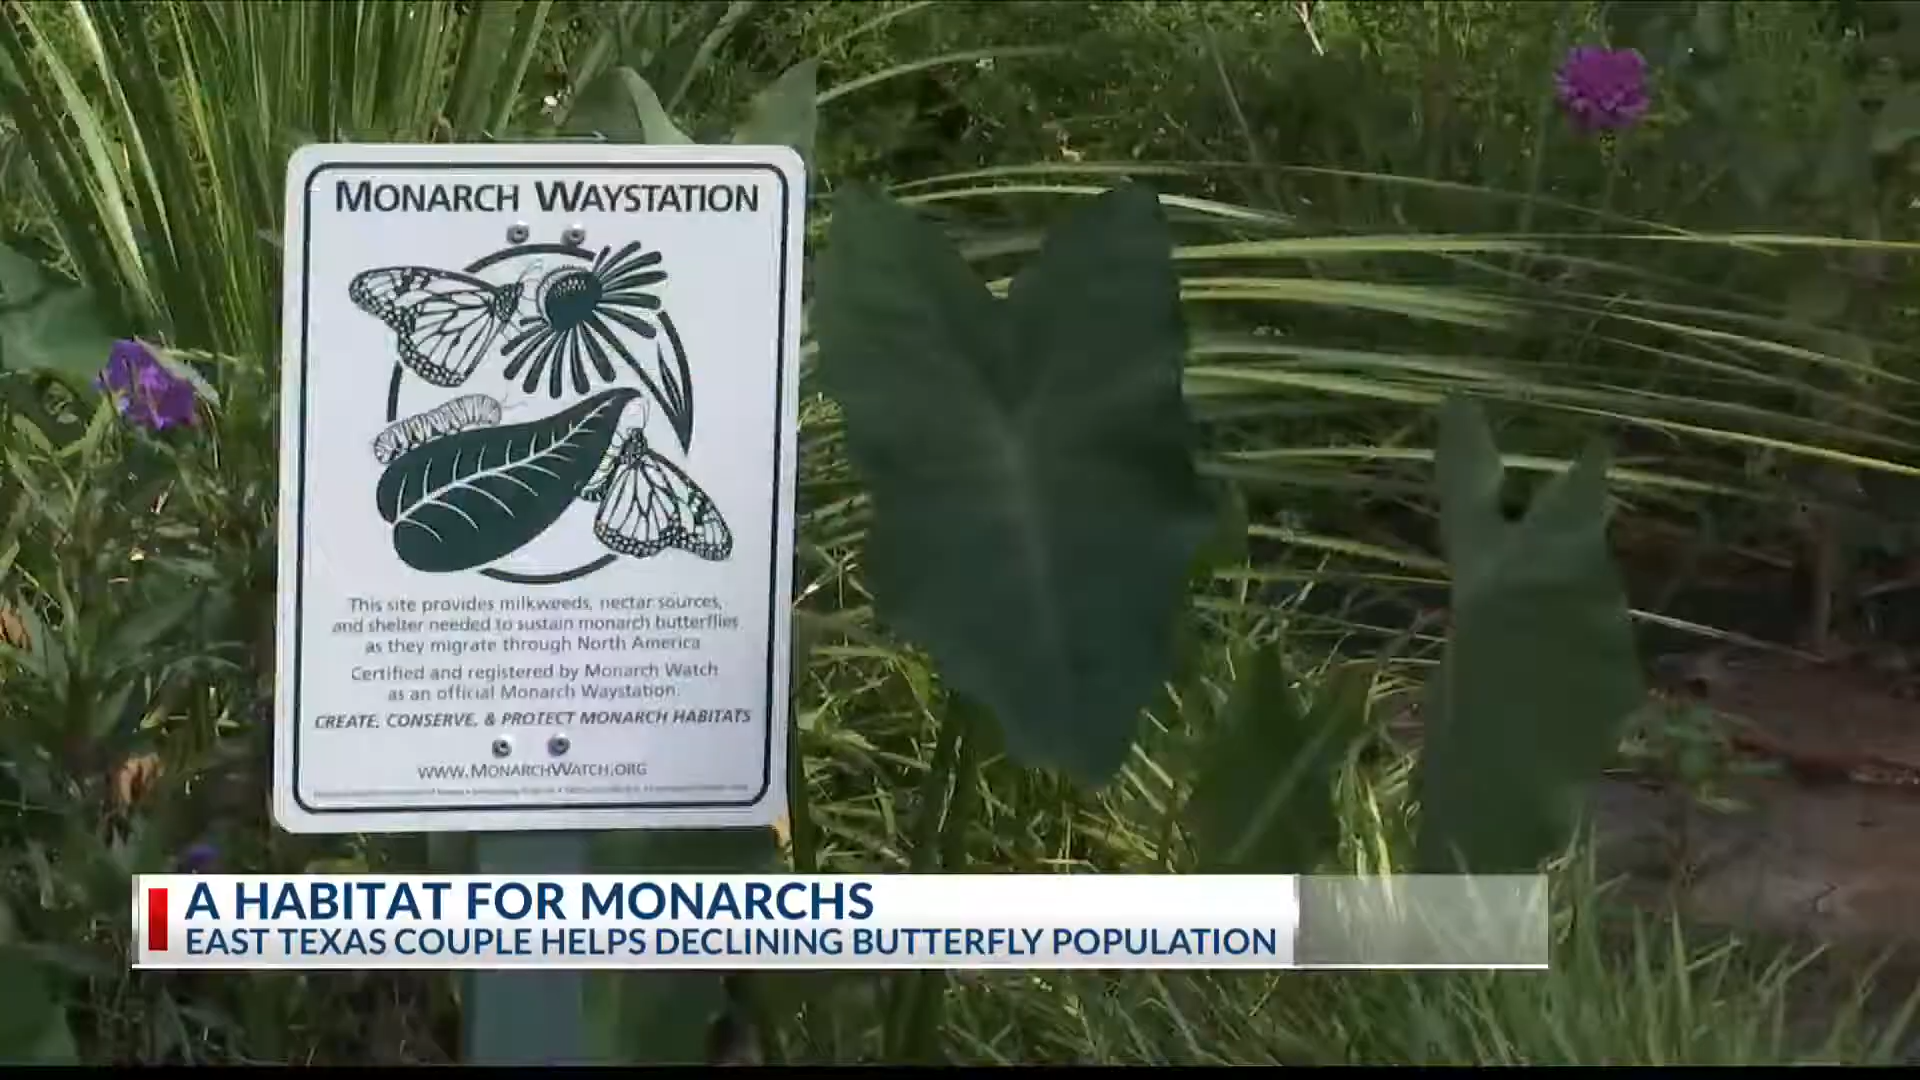 MONARCH WAYSTATION
This site provides milkweeds, nectar sources,
and shelter needed to sustain monarch butterflies
as they migrate through North America
Certified and registered by Monarch Watch
as an official Monarch Waystation.
CREATE, CONSERVE, & PROTECT MONARCH HABITATS
WWW.MONARCHWATCH.ORG
A HABITAT FOR MONARCHS
EAST TEXAS COUPLE HELPS DECLINING BUTTERFLY POPULATION